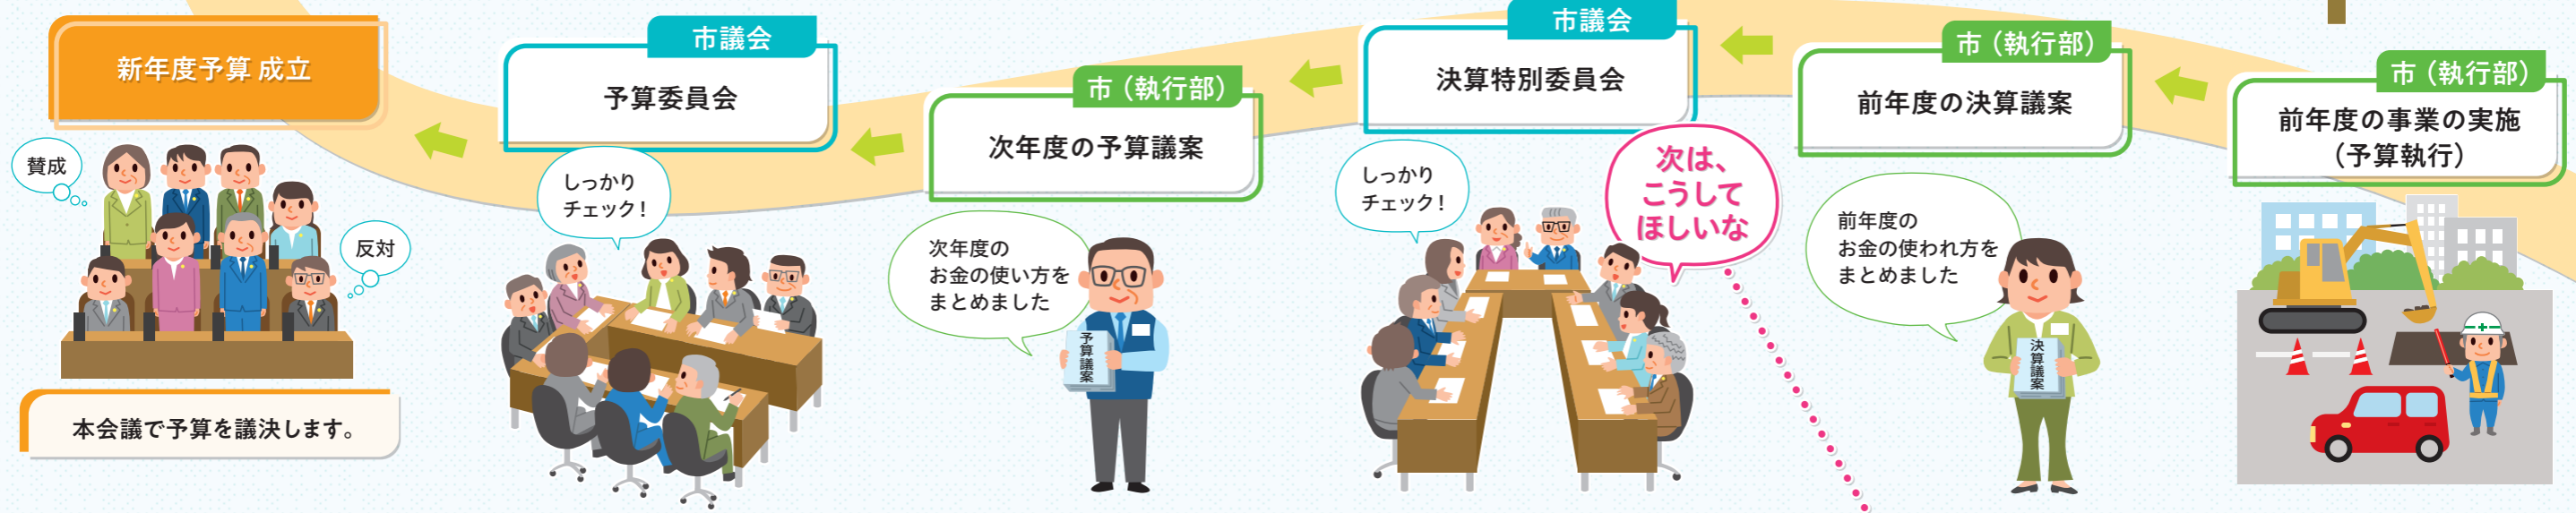 市（執行部）
前年度の事業の実施
（予算執行）
市（執行部）
前年度の決算議案
前年度の
お金の使われ方を
まとめました
決算議案
市議会
決算特別委員会
しっかり
チェック！
次は、
こうして
ほしいな
市（執行部）
次年度の予算議案
次年度の
お金の使い方を
まとめました
予算議案
市議会
予算委員会
しっかり
チェック！
新年度予算 成立
賛成
反対
本会議で予算を議決します。